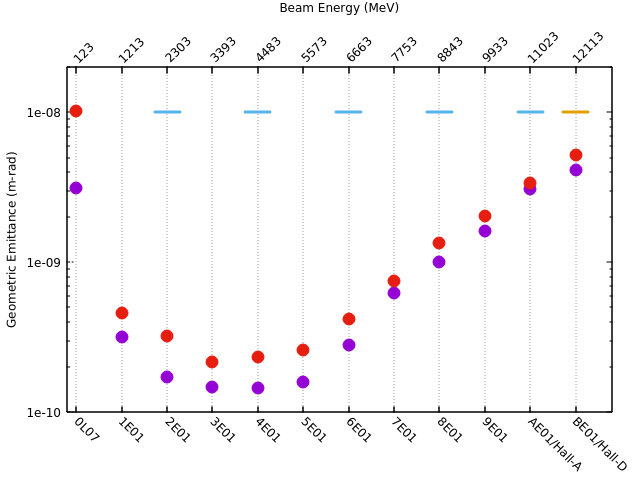 Beam Energy (MeV)
123 1213 2303 3393 4483 5573 6663 7753 8843 9933 11023 12113
Geometric Emittance (m-rad)
1e-08
1e-09
1e-10
0L07 1E01 2E01 3E01 4E01 5E01 6E01 7E01 8E01 9E01 AE01/Hall-A BE01/Hall-D